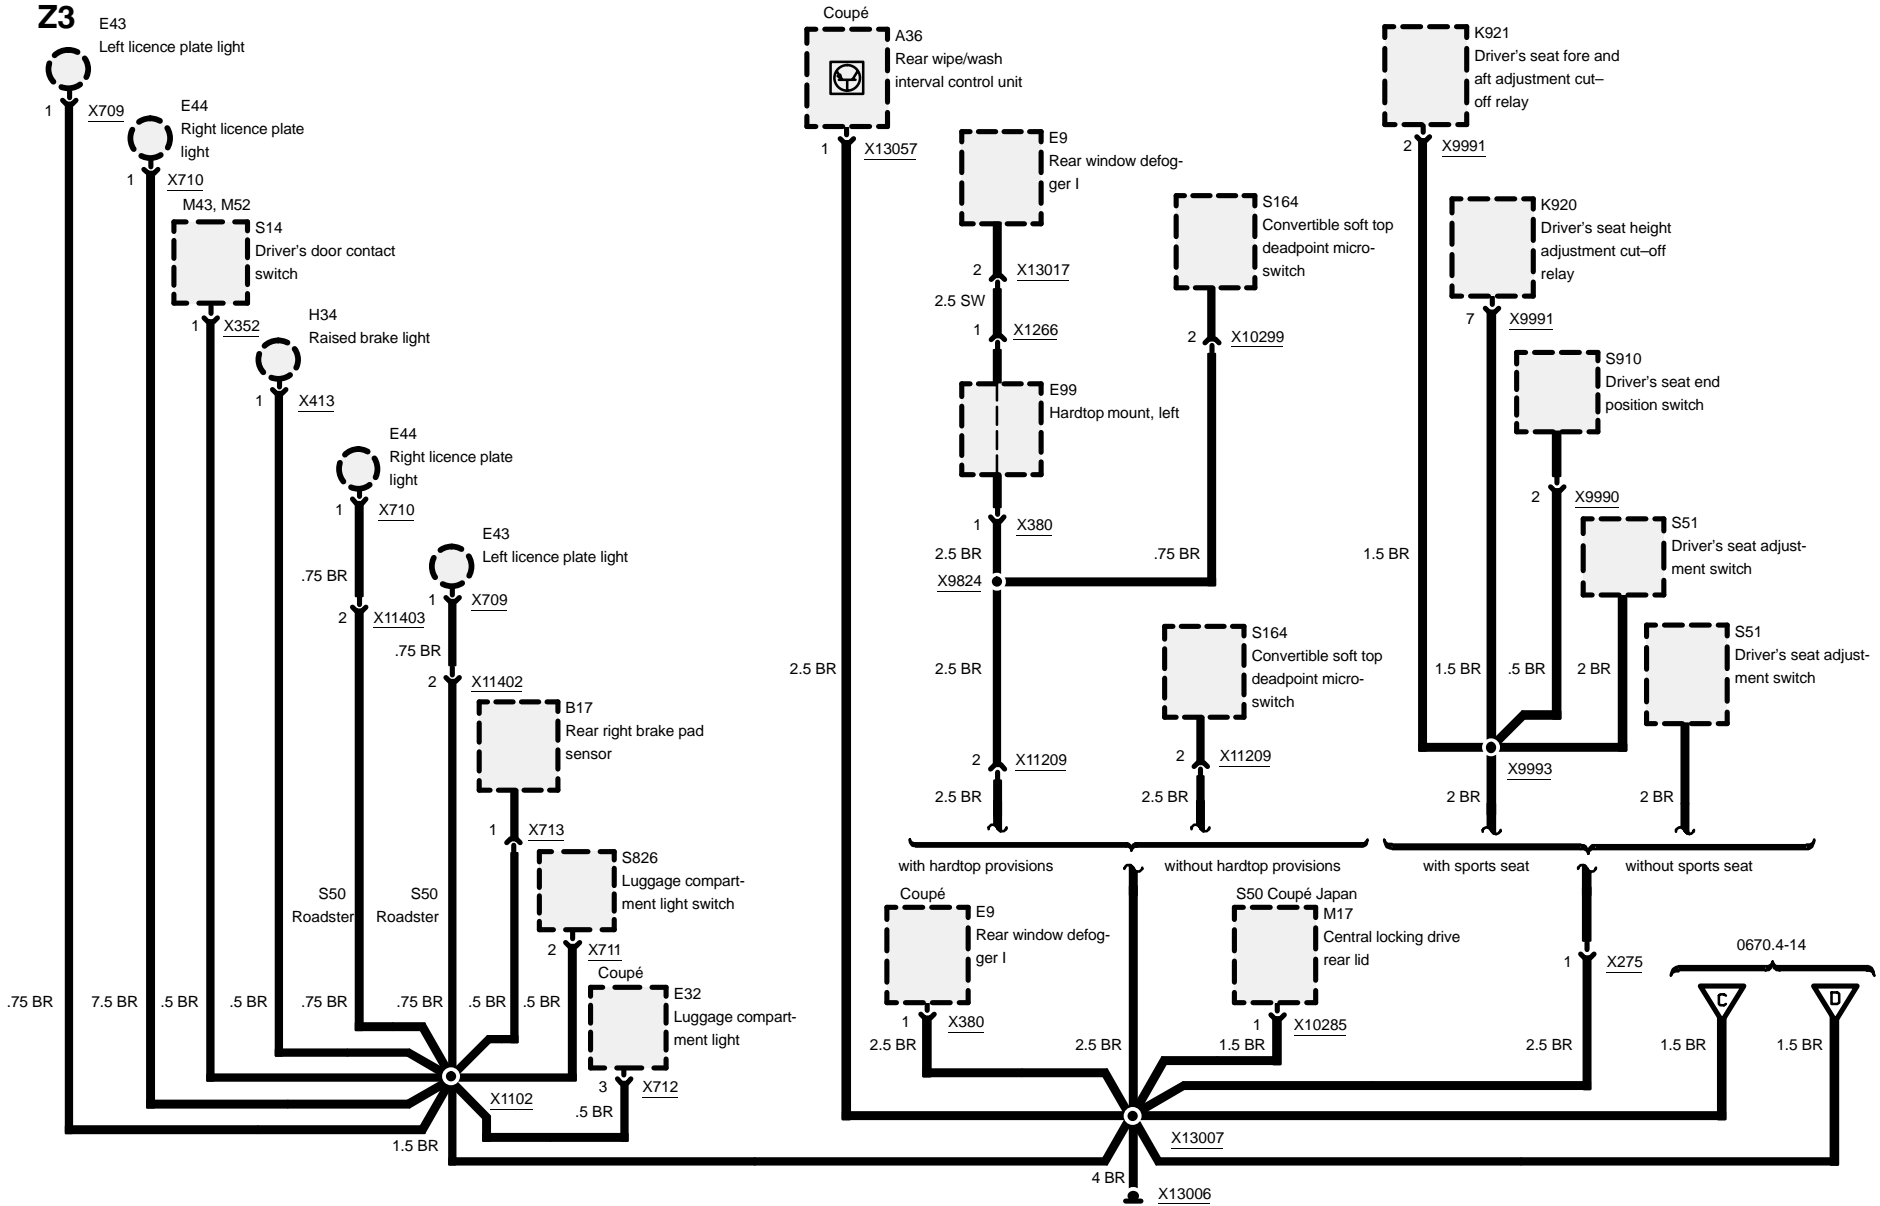 Z3
E43
Left licence plate light
1
X709
E44
Right licence plate
light
1
X710
M43, M52
S14
Driver's door contact
switch
1
X352
H34
Raised brake light
1
X413
E44
Right licence plate
light
1
X710
.75 BR
2
X11403
E43
Left licence plate light
1
X709
.75 BR
2
X11402
B17
Rear right brake pad
sensor
1
X713
S826
Luggage compart-
ment light switch
2
X711
S50
Roadster
S50
Roadster
Coupé
E32
Luggage compart-
ment light
3
X712
.5 BR
.75 BR
7.5 BR
.5 BR
.5 BR
.75 BR
.75 BR
.5 BR
.5 BR
X1102
1.5 BR
Coupé
A36
Rear wipe/wash
interval control unit
1
X13057
2.5 BR
E9
Rear window defog-
ger I
2
X13017
2.5 SW
1
X1266
E99
Hardtop mount, left
1
X380
2.5 BR
X9824
2.5 BR
2
X11209
2.5 BR
S164
Convertible soft top
deadpoint micro-
switch
2
X10299
.75 BR
S164
Convertible soft top
deadpoint micro-
switch
2
X11209
2.5 BR
with hardtop provisions
without hardtop provisions
K921
Driver's seat fore and
aft adjustment cut–
off relay
2
X9991
1.5 BR
K920
Driver's seat height
adjustment cut–off
relay
7
X9991
1.5 BR
S910
Driver's seat end
position switch
2
X9990
.5 BR
S51
Driver's seat adjust-
ment switch
2 BR
S51
Driver's seat adjust-
ment switch
X9993
2 BR
2 BR
with sports seat
without sports seat
Coupé
E9
Rear window defog-
ger I
1
X380
2.5 BR
2.5 BR
S50 Coupé Japan
M17
Central locking drive
rear lid
1
X10285
1.5 BR
1
X275
2.5 BR
0670.4-14
C
D
1.5 BR
1.5 BR
X13007
4 BR
X13006